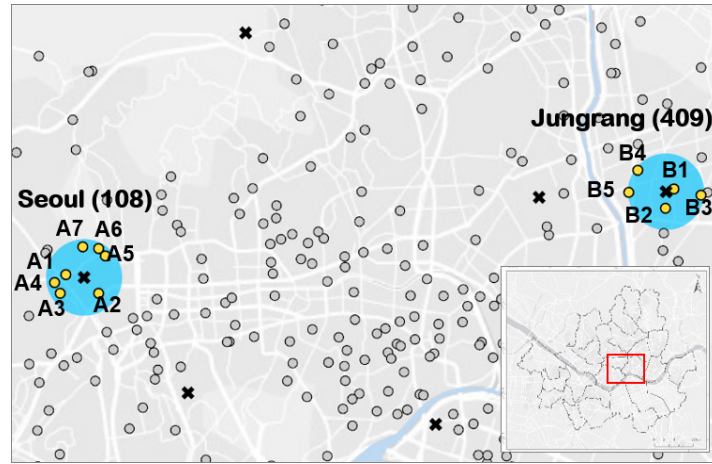 Jungrang (409)
B4
B1
B5
B2
B3
Seoul (108)
A7
A6
A5
A1
A4
A3
A2